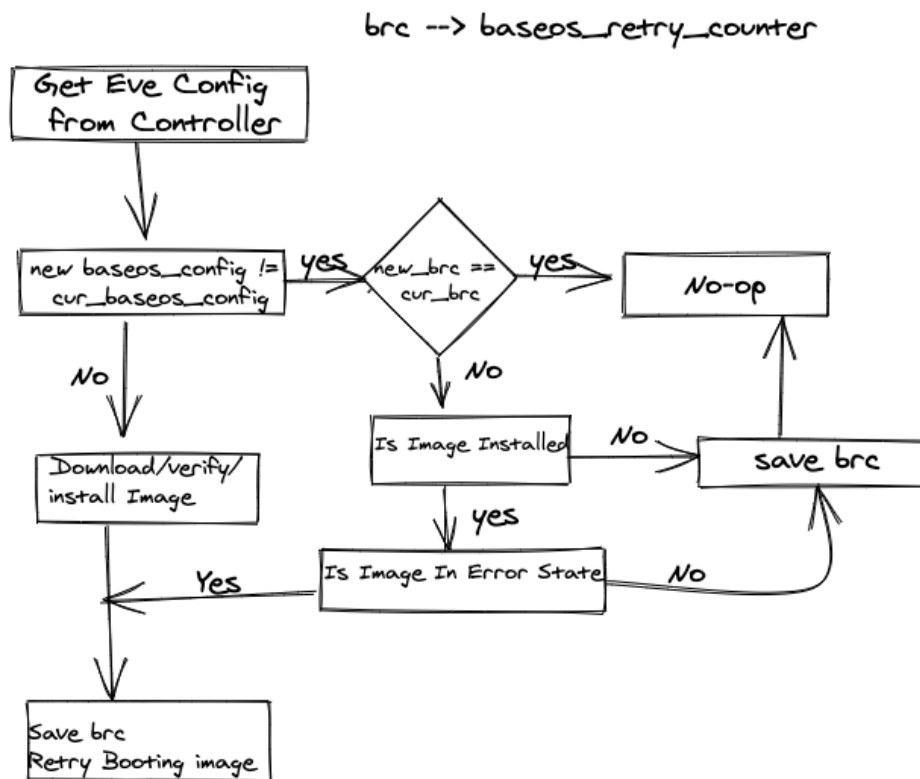 brc --> baseos_retry_counter
Get Eve Config
from Controller
new baseos_config !=
cur_baseos_config
yes
new_brc ==
cur_brc
yes
No-op
No
No
Is Image Installed
No
save brc
Download/verify/
install Image
yes
Is Image In Error State
Yes
No
Save brc
Retry Booting image